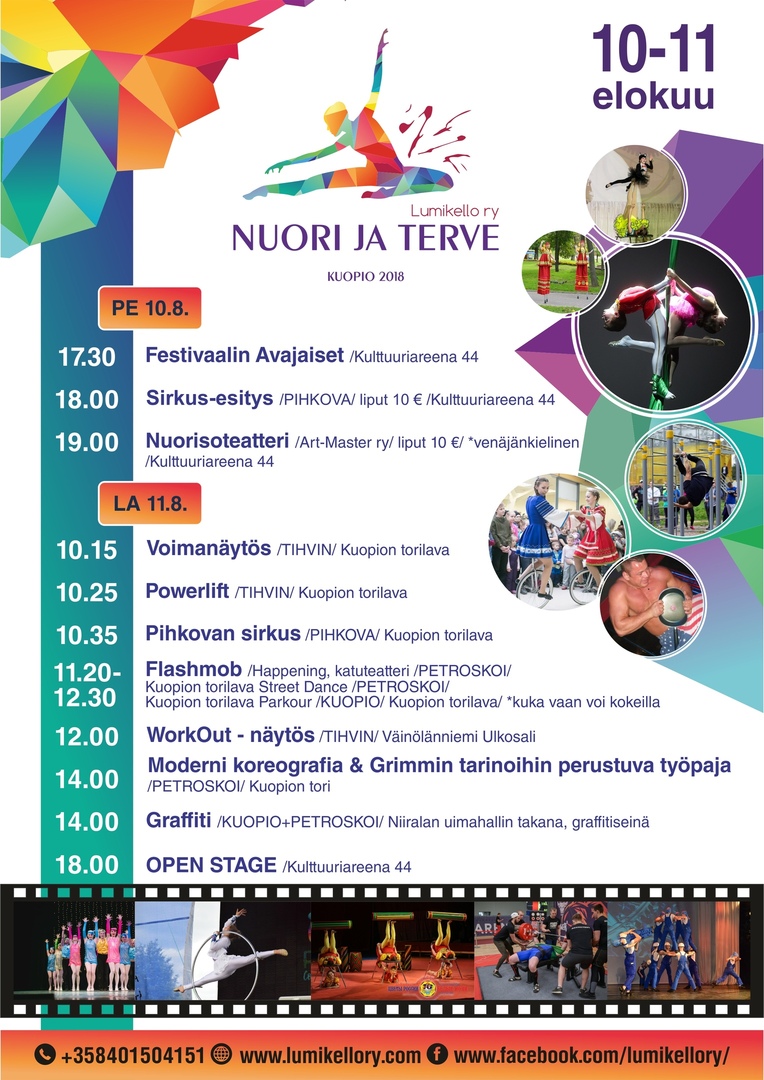 10-11
elokuu
Lumikello ry
NUORI JA TERVE
KUOPIO 2018
PE 10.8.
17.30 Festivaalin Avajaiset /Kulttuuriareena 44
18.00 Sirkus-esitys /PIHKOVA/ liput 10 € /Kulttuuriareena 44
19.00 Nuorisoteatteri /Art-Master ry/ liput 10 €/ *venäjänkielinen
/Kulttuuriareena 44
LA 11.8.
10.15 Voimanäytös /TIHVIN/ Kuopion torilava
10.25 Powerlift /TIHVIN/ Kuopion torilava
10.35 Pihkovan sirkus /PIHKOVA/ Kuopion torilava
11.20-
12.30
Flashmob /Happening, katuteatteri /PETROSKOI/
Kuopion torilava Street Dance /PETROSKOI/
Kuopion torilava Parkour /KUOPIO/ Kuopion torilava/ *kuka vaan voi kokeilla
12.00 WorkOut - näytös /TIHVIN/ Väinölänniemi Ulkosali
14.00 Moderni koreografia & Grimmin tarinoihin perustuva työpaja
/PETROSKOI/ Kuopion tori
14.00 Graffiti /KUOPIO+PETROSKOI/ Niiralan uimahallin takana, graffitiseinä
18.00 OPEN STAGE /Kulttuuriareena 44
+358401504151 www.lumikellory.com www.facebook.com/lumikellory/